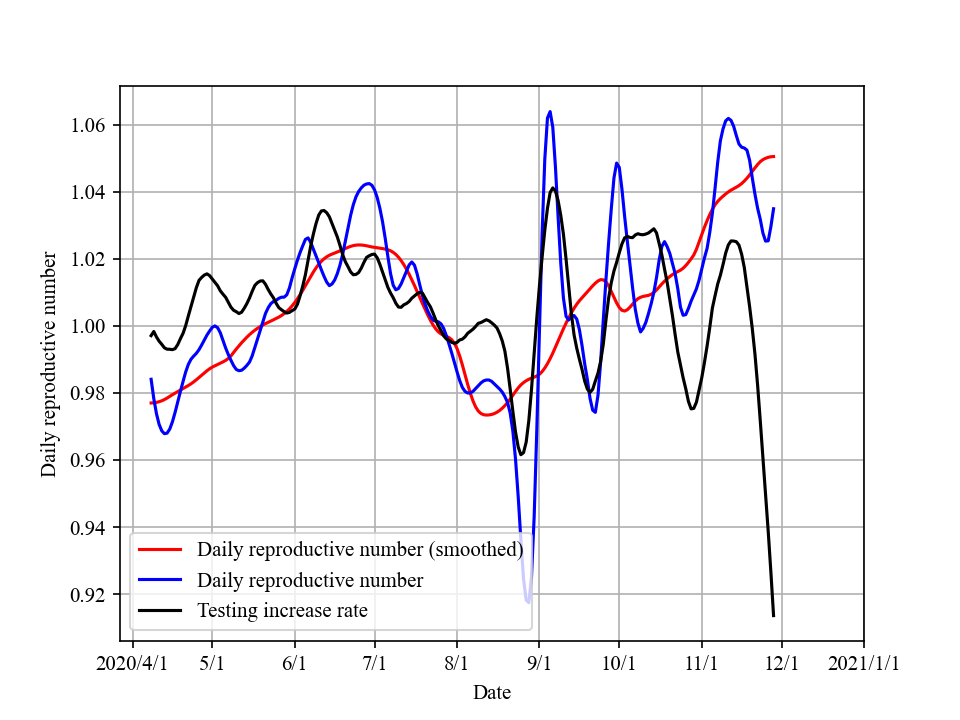 1.06
1.04
1.02
1.00
0.98
0.96
0.94
0.92
Daily reproductive number
Daily reproductive number (smoothed)
Daily reproductive number
Testing increase rate
2020/4/1 5/1 6/1 7/1 8/1 9/1 10/1 11/1 12/1 2021/1/1
Date